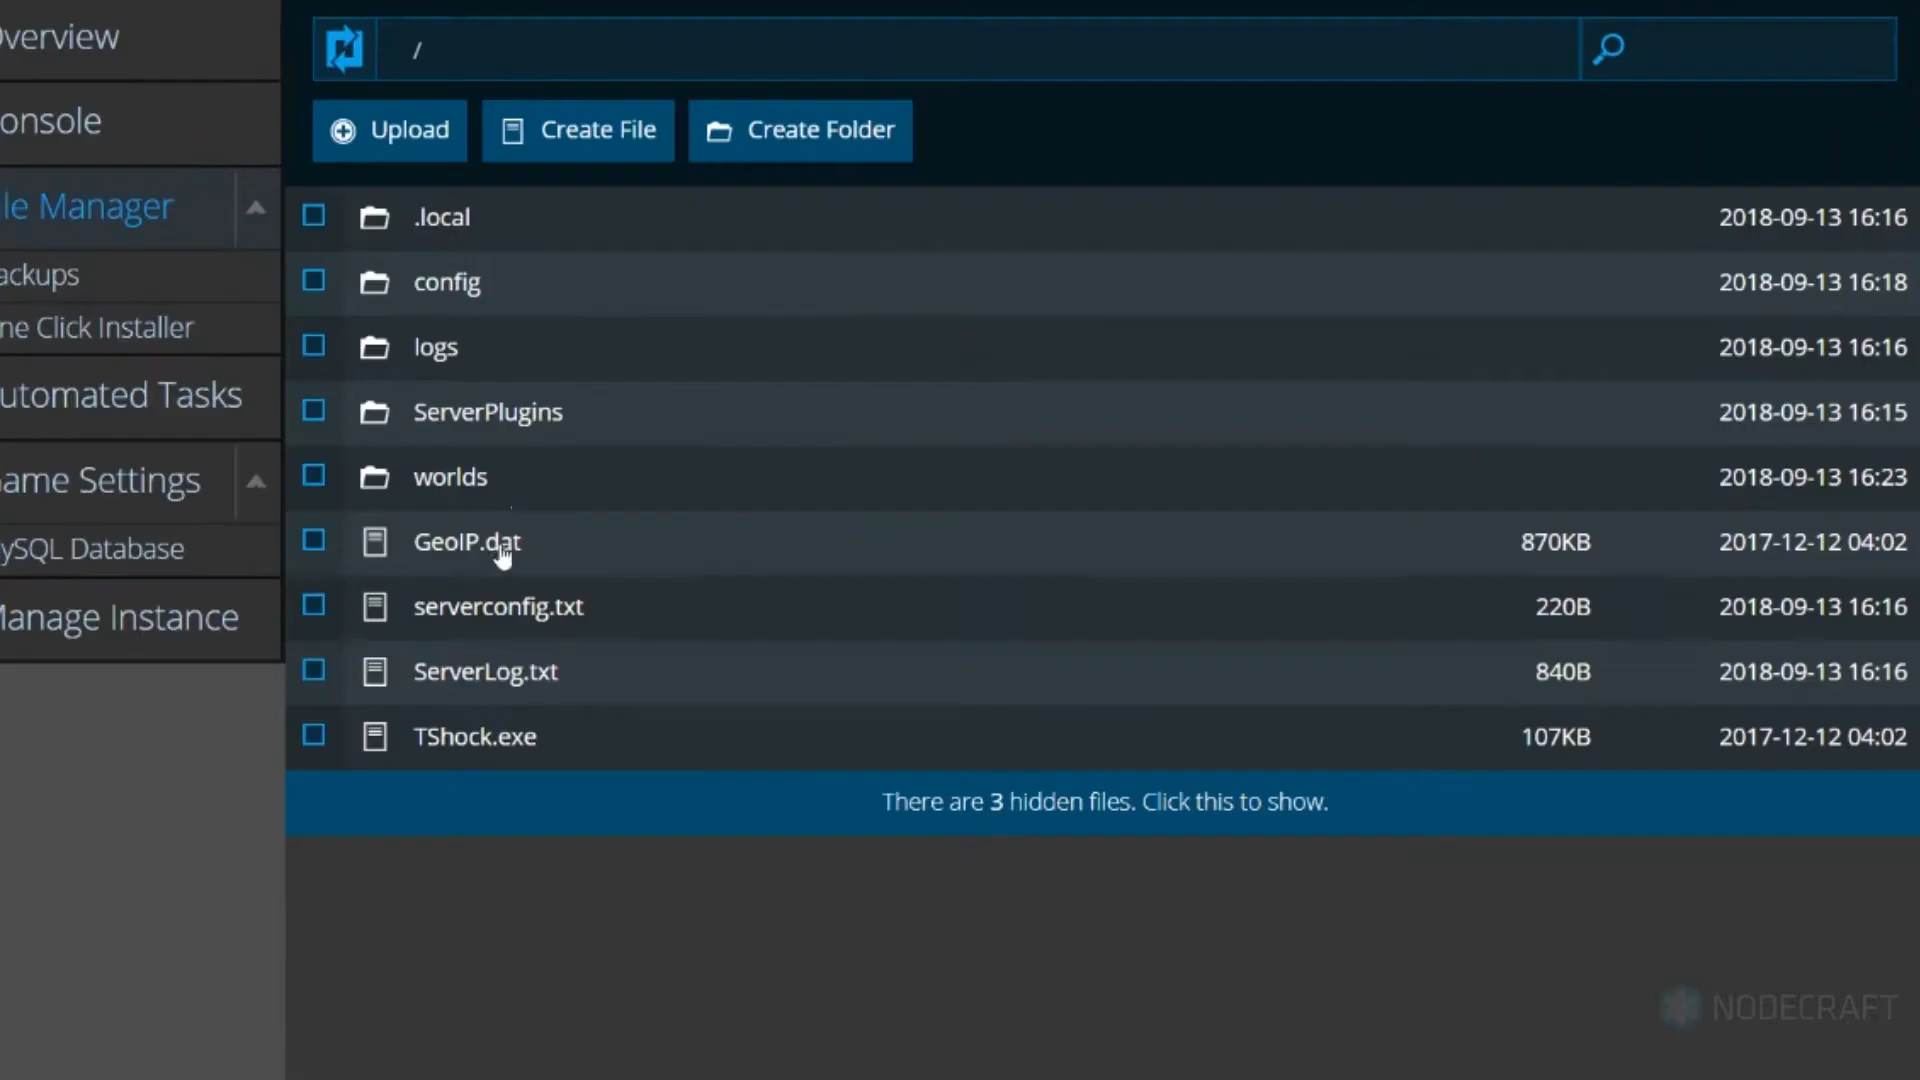 Overview
onsole
le Manager
ackups
ne Click Installer
utomated Tasks
ame Settings
ySQL Database
Manage Instance
/
Upload
Create File
Create Folder
.local 2018-09-13 16:16
config 2018-09-13 16:18
logs 2018-09-13 16:16
ServerPlugins 2018-09-13 16:15
worlds 2018-09-13 16:23
GeoIP.dat 870KB 2017-12-12 04:02
serverconfig.txt 220B 2018-09-13 16:16
ServerLog.txt 840B 2018-09-13 16:16
TShock.exe 107KB 2017-12-12 04:02
There are 3 hidden files. Click this to show.
NODECRAFT